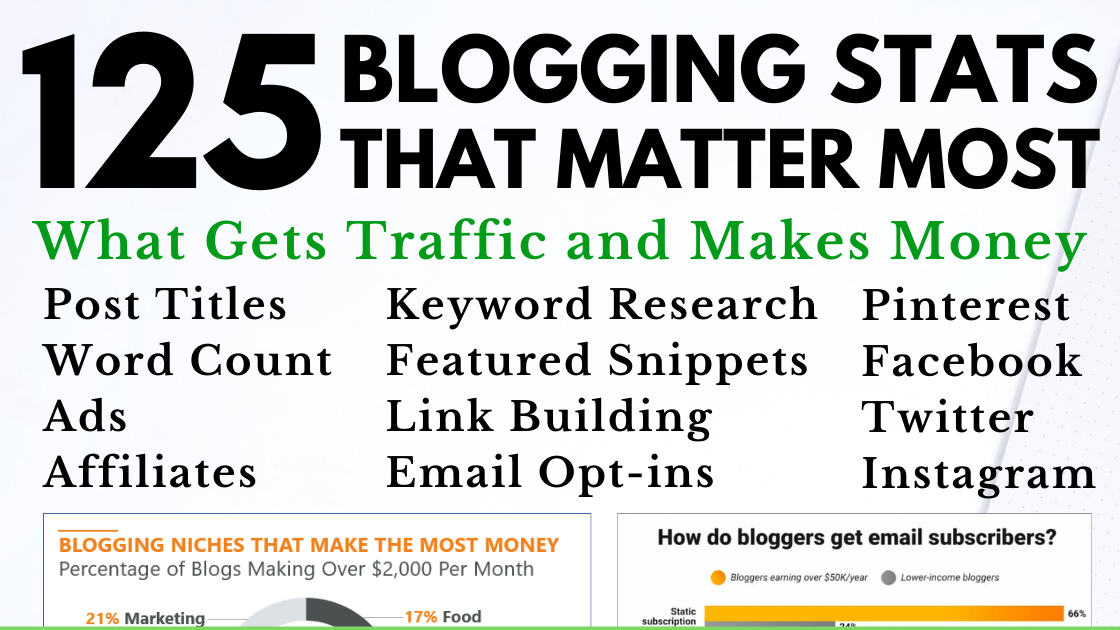 125 BLOGGING STATS
THAT MATTER MOST
What Gets Traffic and Makes Money
Post Titles
Word Count
Ads
Affiliates
Keyword Research
Featured Snippets
Link Building
Email Opt-ins
Pinterest
Facebook
Twitter
Instagram
BLOGGING NICHES THAT MAKE THE MOST MONEY
Percentage of Blogs Making Over $2,000 Per Month
21% Marketing
17% Food
How do bloggers get email subscribers?
Bloggers earning over $50K/year
Lower-income bloggers
Static
subscription
66%